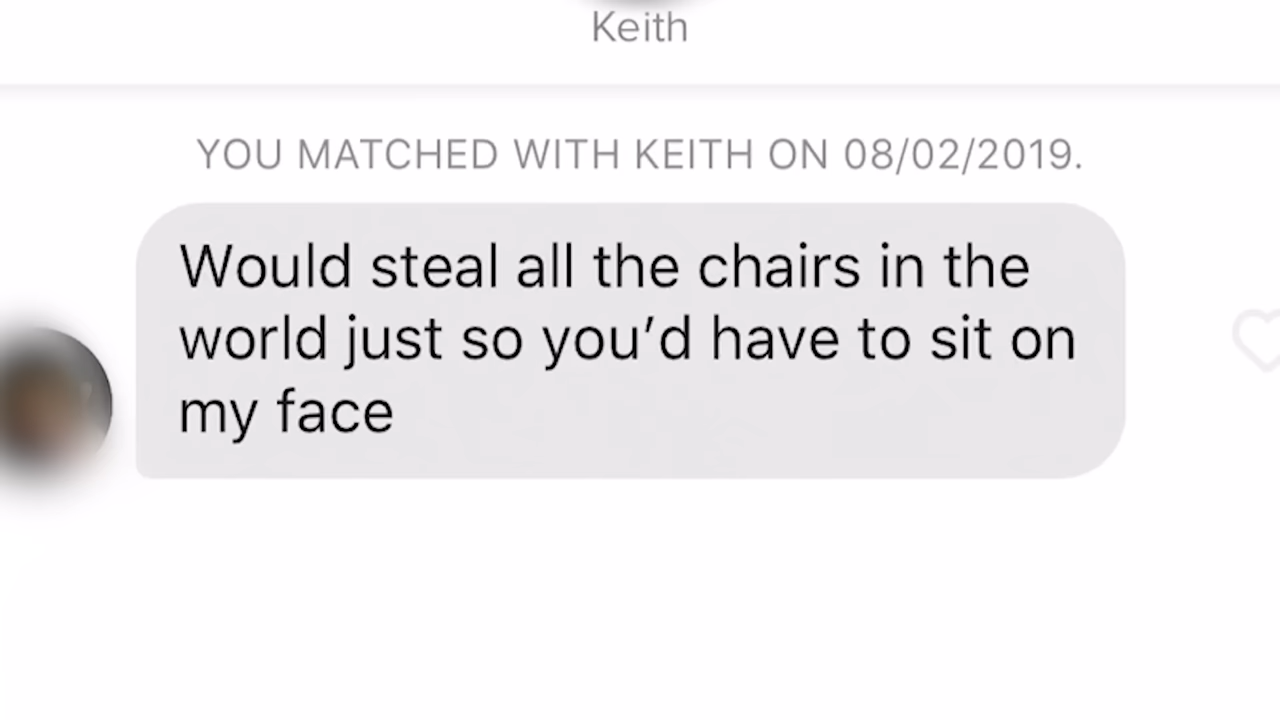 Keith
YOU MATCHED WITH KEITH ON 08/02/2019.
Would steal all the chairs in the
world just so you’d have to sit on
my face